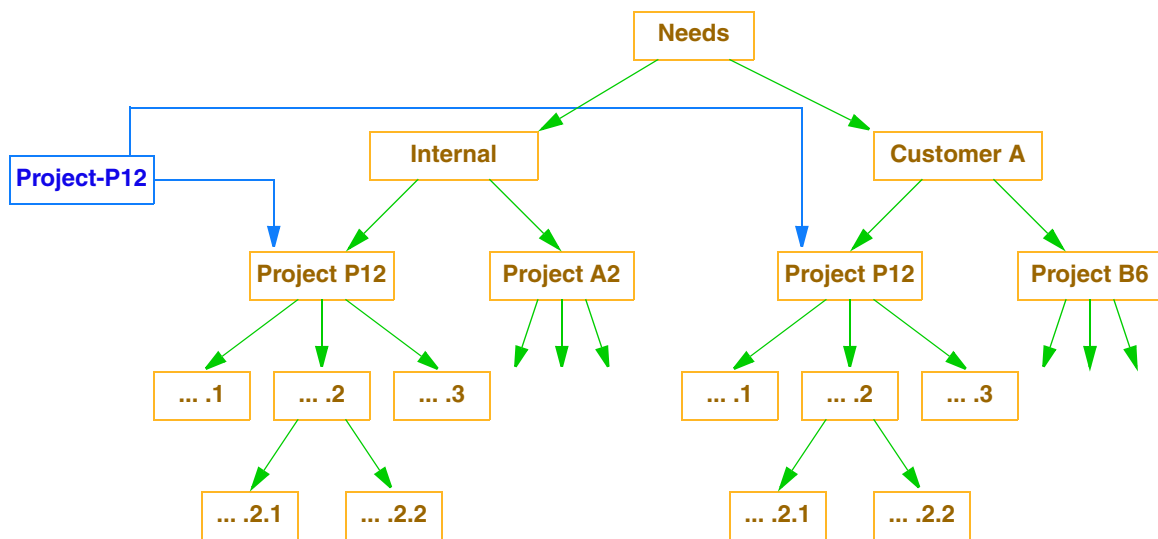 Needs
Internal
Customer A
Project-P12
Project P12
Project A2
Project P12
Project B6
... .1
... .2
... .3
... .1
... .2
... .3
... .2.1
... .2.2
... .2.1
... .2.2